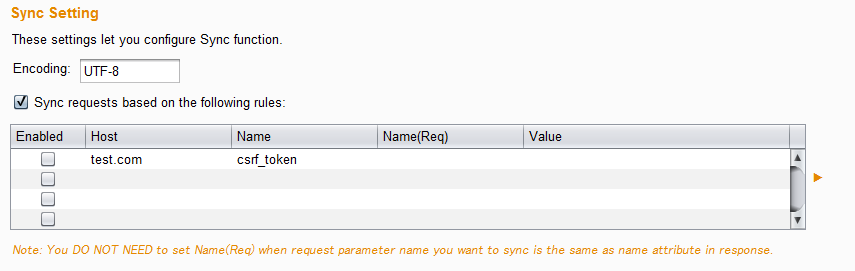 Sync Setting
These settings let you configure Sync function.
Encoding: UTF-8
Sync requests based on the following rules:
Enabled Host Name Name(Req) Value
test.com csrf_token
Note: You DO NOT NEED to set Name(Req) when request parameter name you want to sync is the same as name attribute in response.